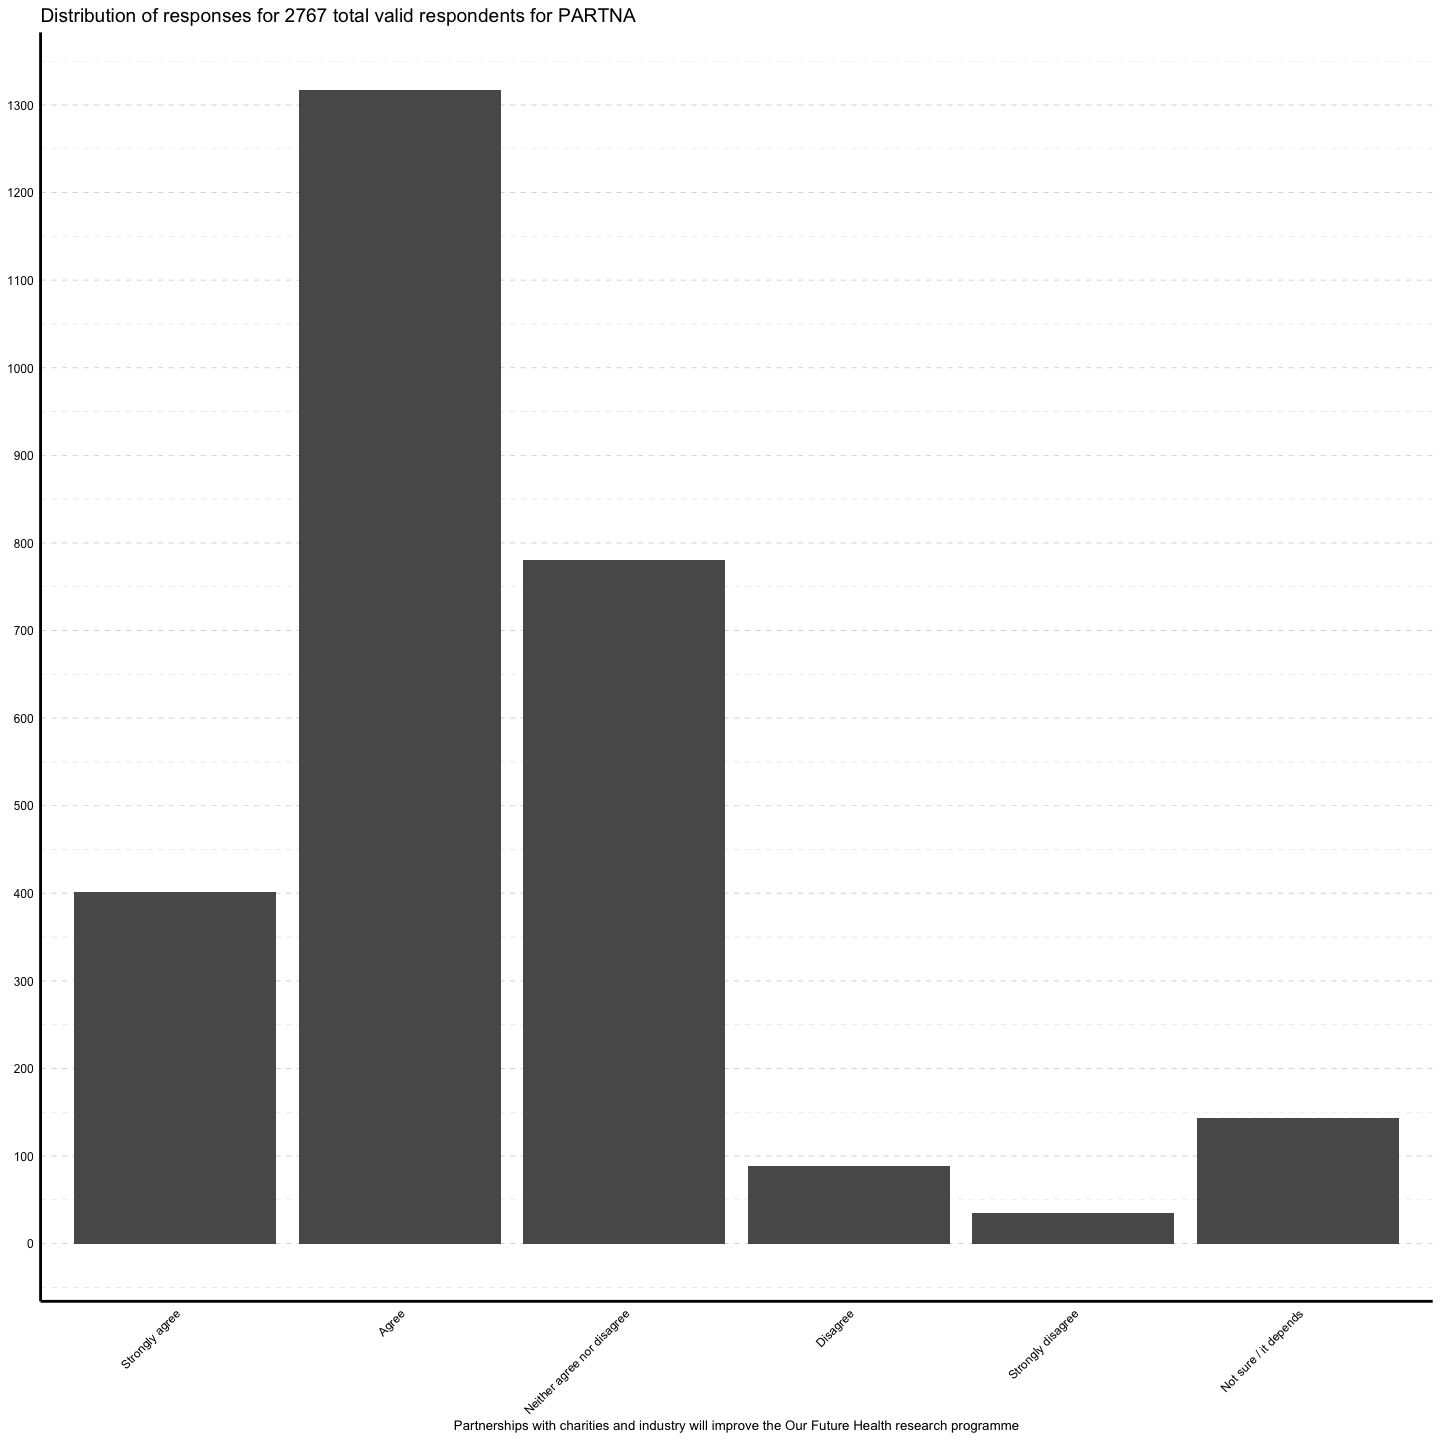 Distribution of responses for 2767 total valid respondents for PARTNA
1300
1200
1100
1000
900
800
700
600
500
400
300
200
100
0
Strongly agree
Agree
Neither agree nor disagree
Disagree
Strongly disagree
Not sure / it depends
Partnerships with charities and industry will improve the Our Future Health research programme